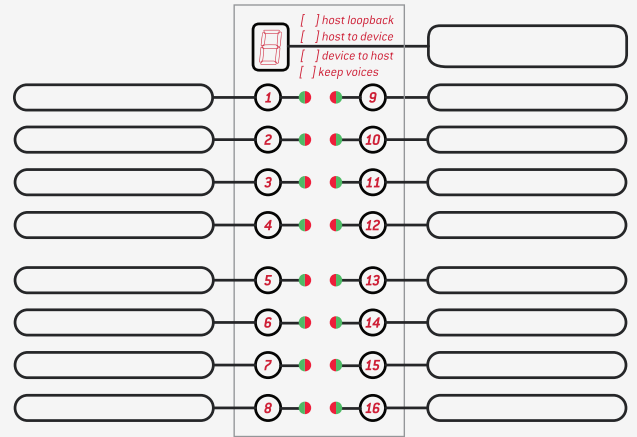 [ ] host loopback
[ ] host to device
[ ] device to host
[ ] keep voices
1 9
2 10
3 11
4 12
5 13
6 14
7 15
8 16